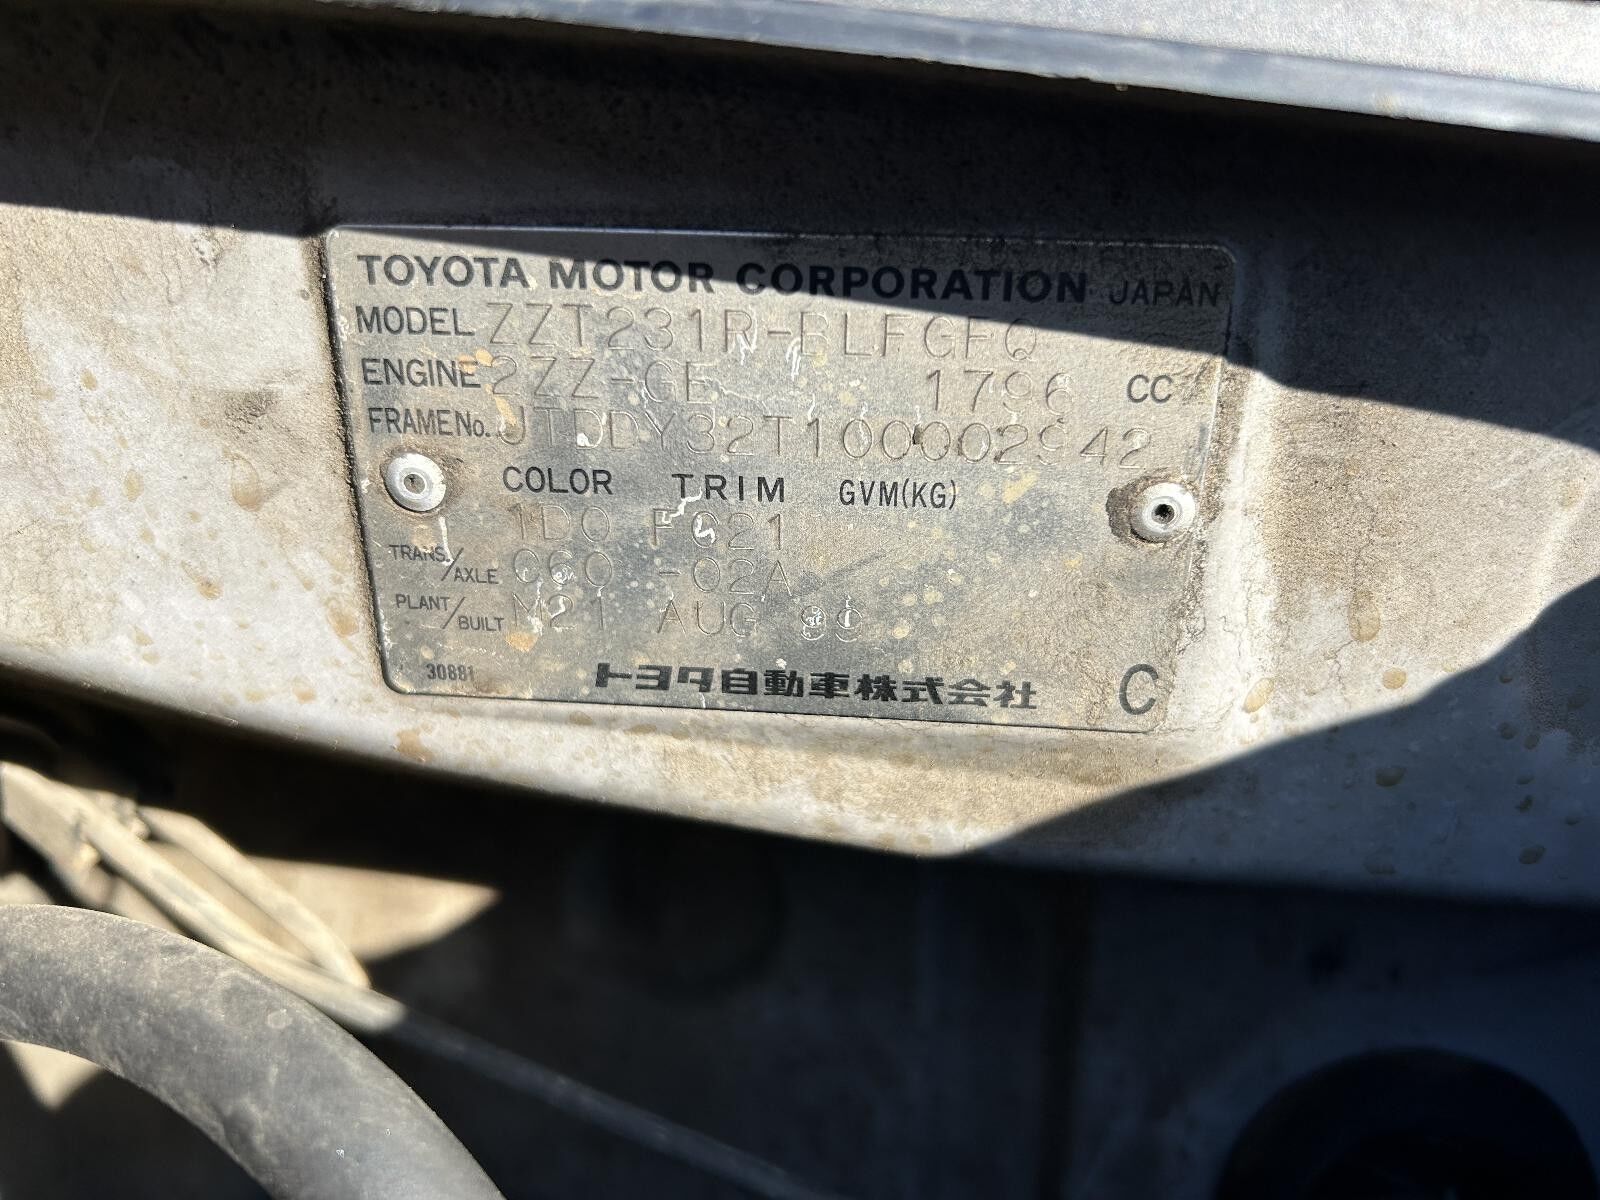 TOYOTA MOTOR CORPORATION JAPAN
MODEL ZZT231R-BLFGFQ
ENGINE 2ZZ-GE 1796 CC
FRAME No. JTDDY32T100002942
COLOR TRIM GVM(KG)
1D0 FC21
TRANS./AXLE C60 -02A
PLANT/BUILT M21 AUG 99
30881 トヨタ自動車株式会社 C